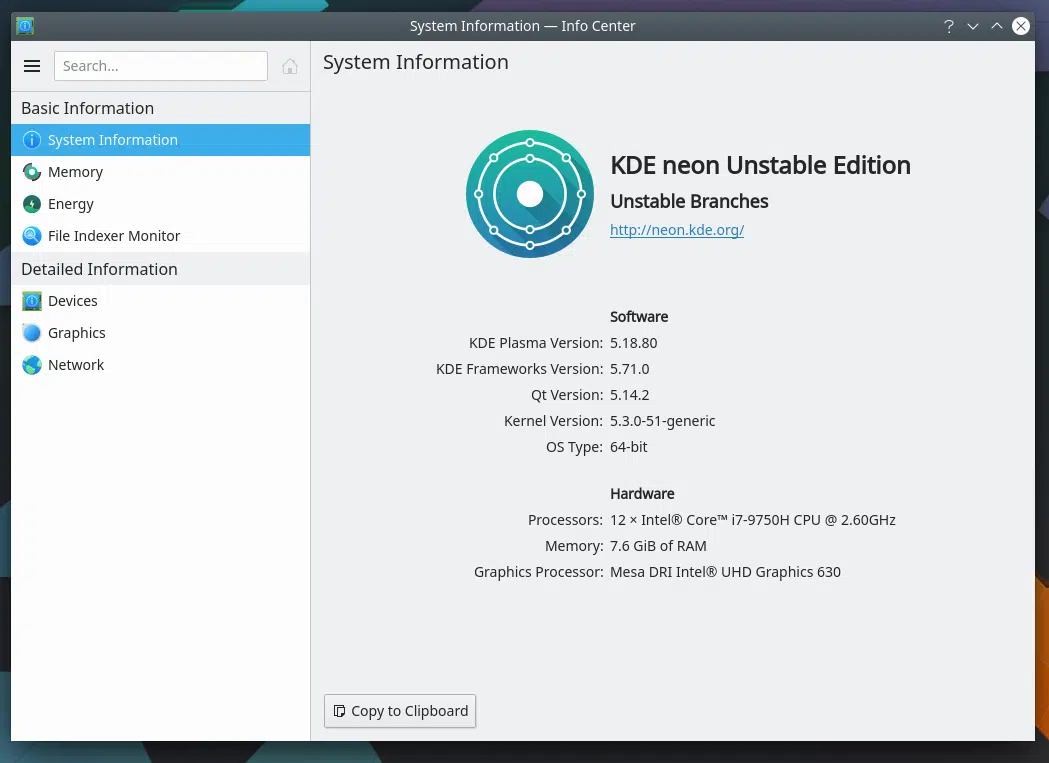 System Information — Info Center
Search...
System Information
Basic Information
System Information
Memory
Energy
File Indexer Monitor
Detailed Information
Devices
Graphics
Network
KDE neon Unstable Edition
Unstable Branches
http://neon.kde.org/
Software
KDE Plasma Version: 5.18.80
KDE Frameworks Version: 5.71.0
Qt Version: 5.14.2
Kernel Version: 5.3.0-51-generic
OS Type: 64-bit
Hardware
Processors: 12 × Intel® Core™ i7-9750H CPU @ 2.60GHz
Memory: 7.6 GiB of RAM
Graphics Processor: Mesa DRI Intel® UHD Graphics 630
Copy to Clipboard